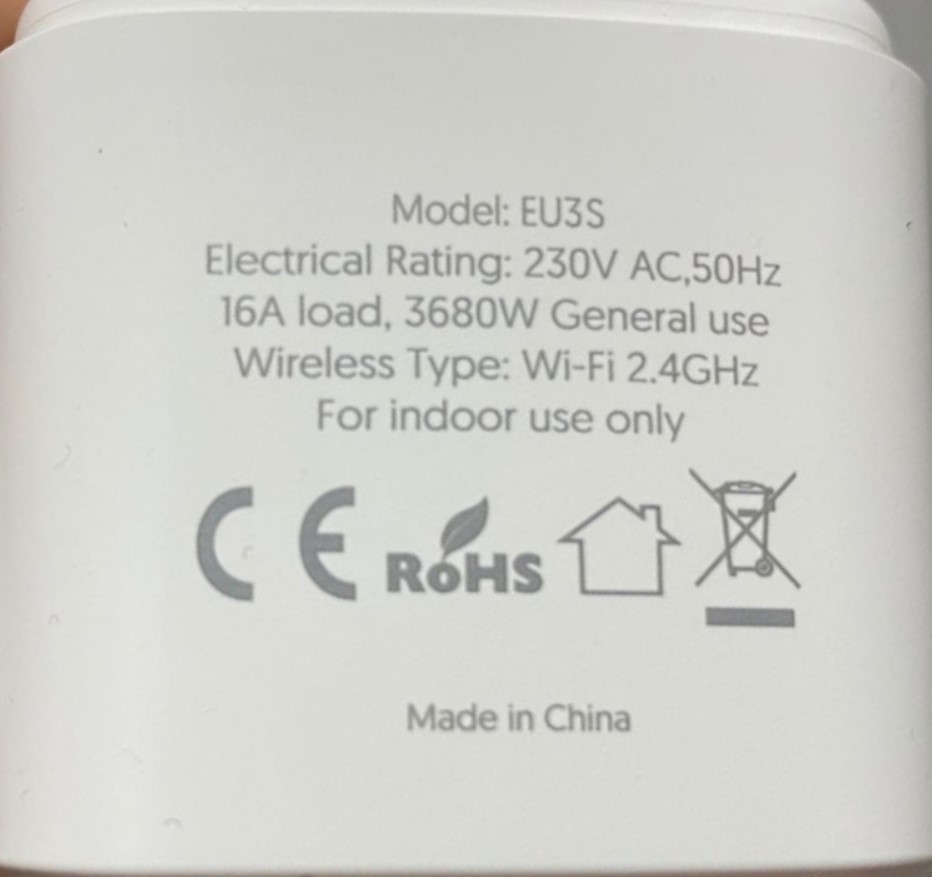 Model: EU3S
Electrical Rating: 230V AC,50Hz
16A load, 3680W General use
Wireless Type: Wi-Fi 2.4GHz
For indoor use only
CE RoHS
Made in China